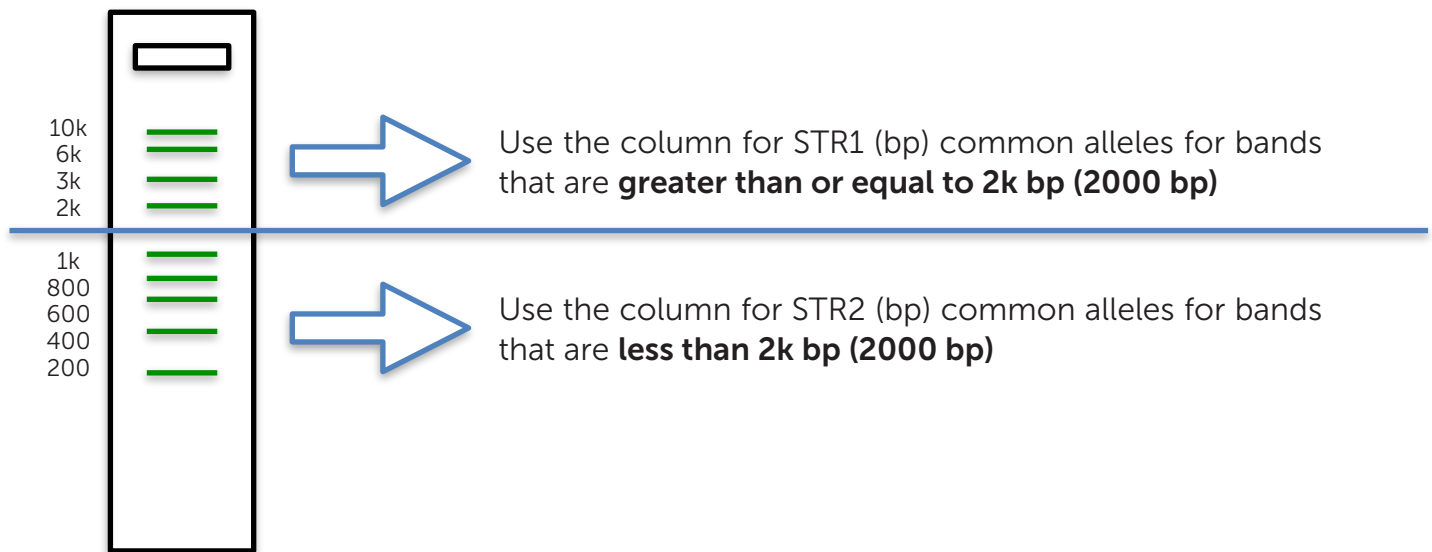 10k
6k
3k
2k
Use the column for STR1 (bp) common alleles for bands
that are greater than or equal to 2k bp (2000 bp)
1k
800
600
400
200
Use the column for STR2 (bp) common alleles for bands
that are less than 2k bp (2000 bp)